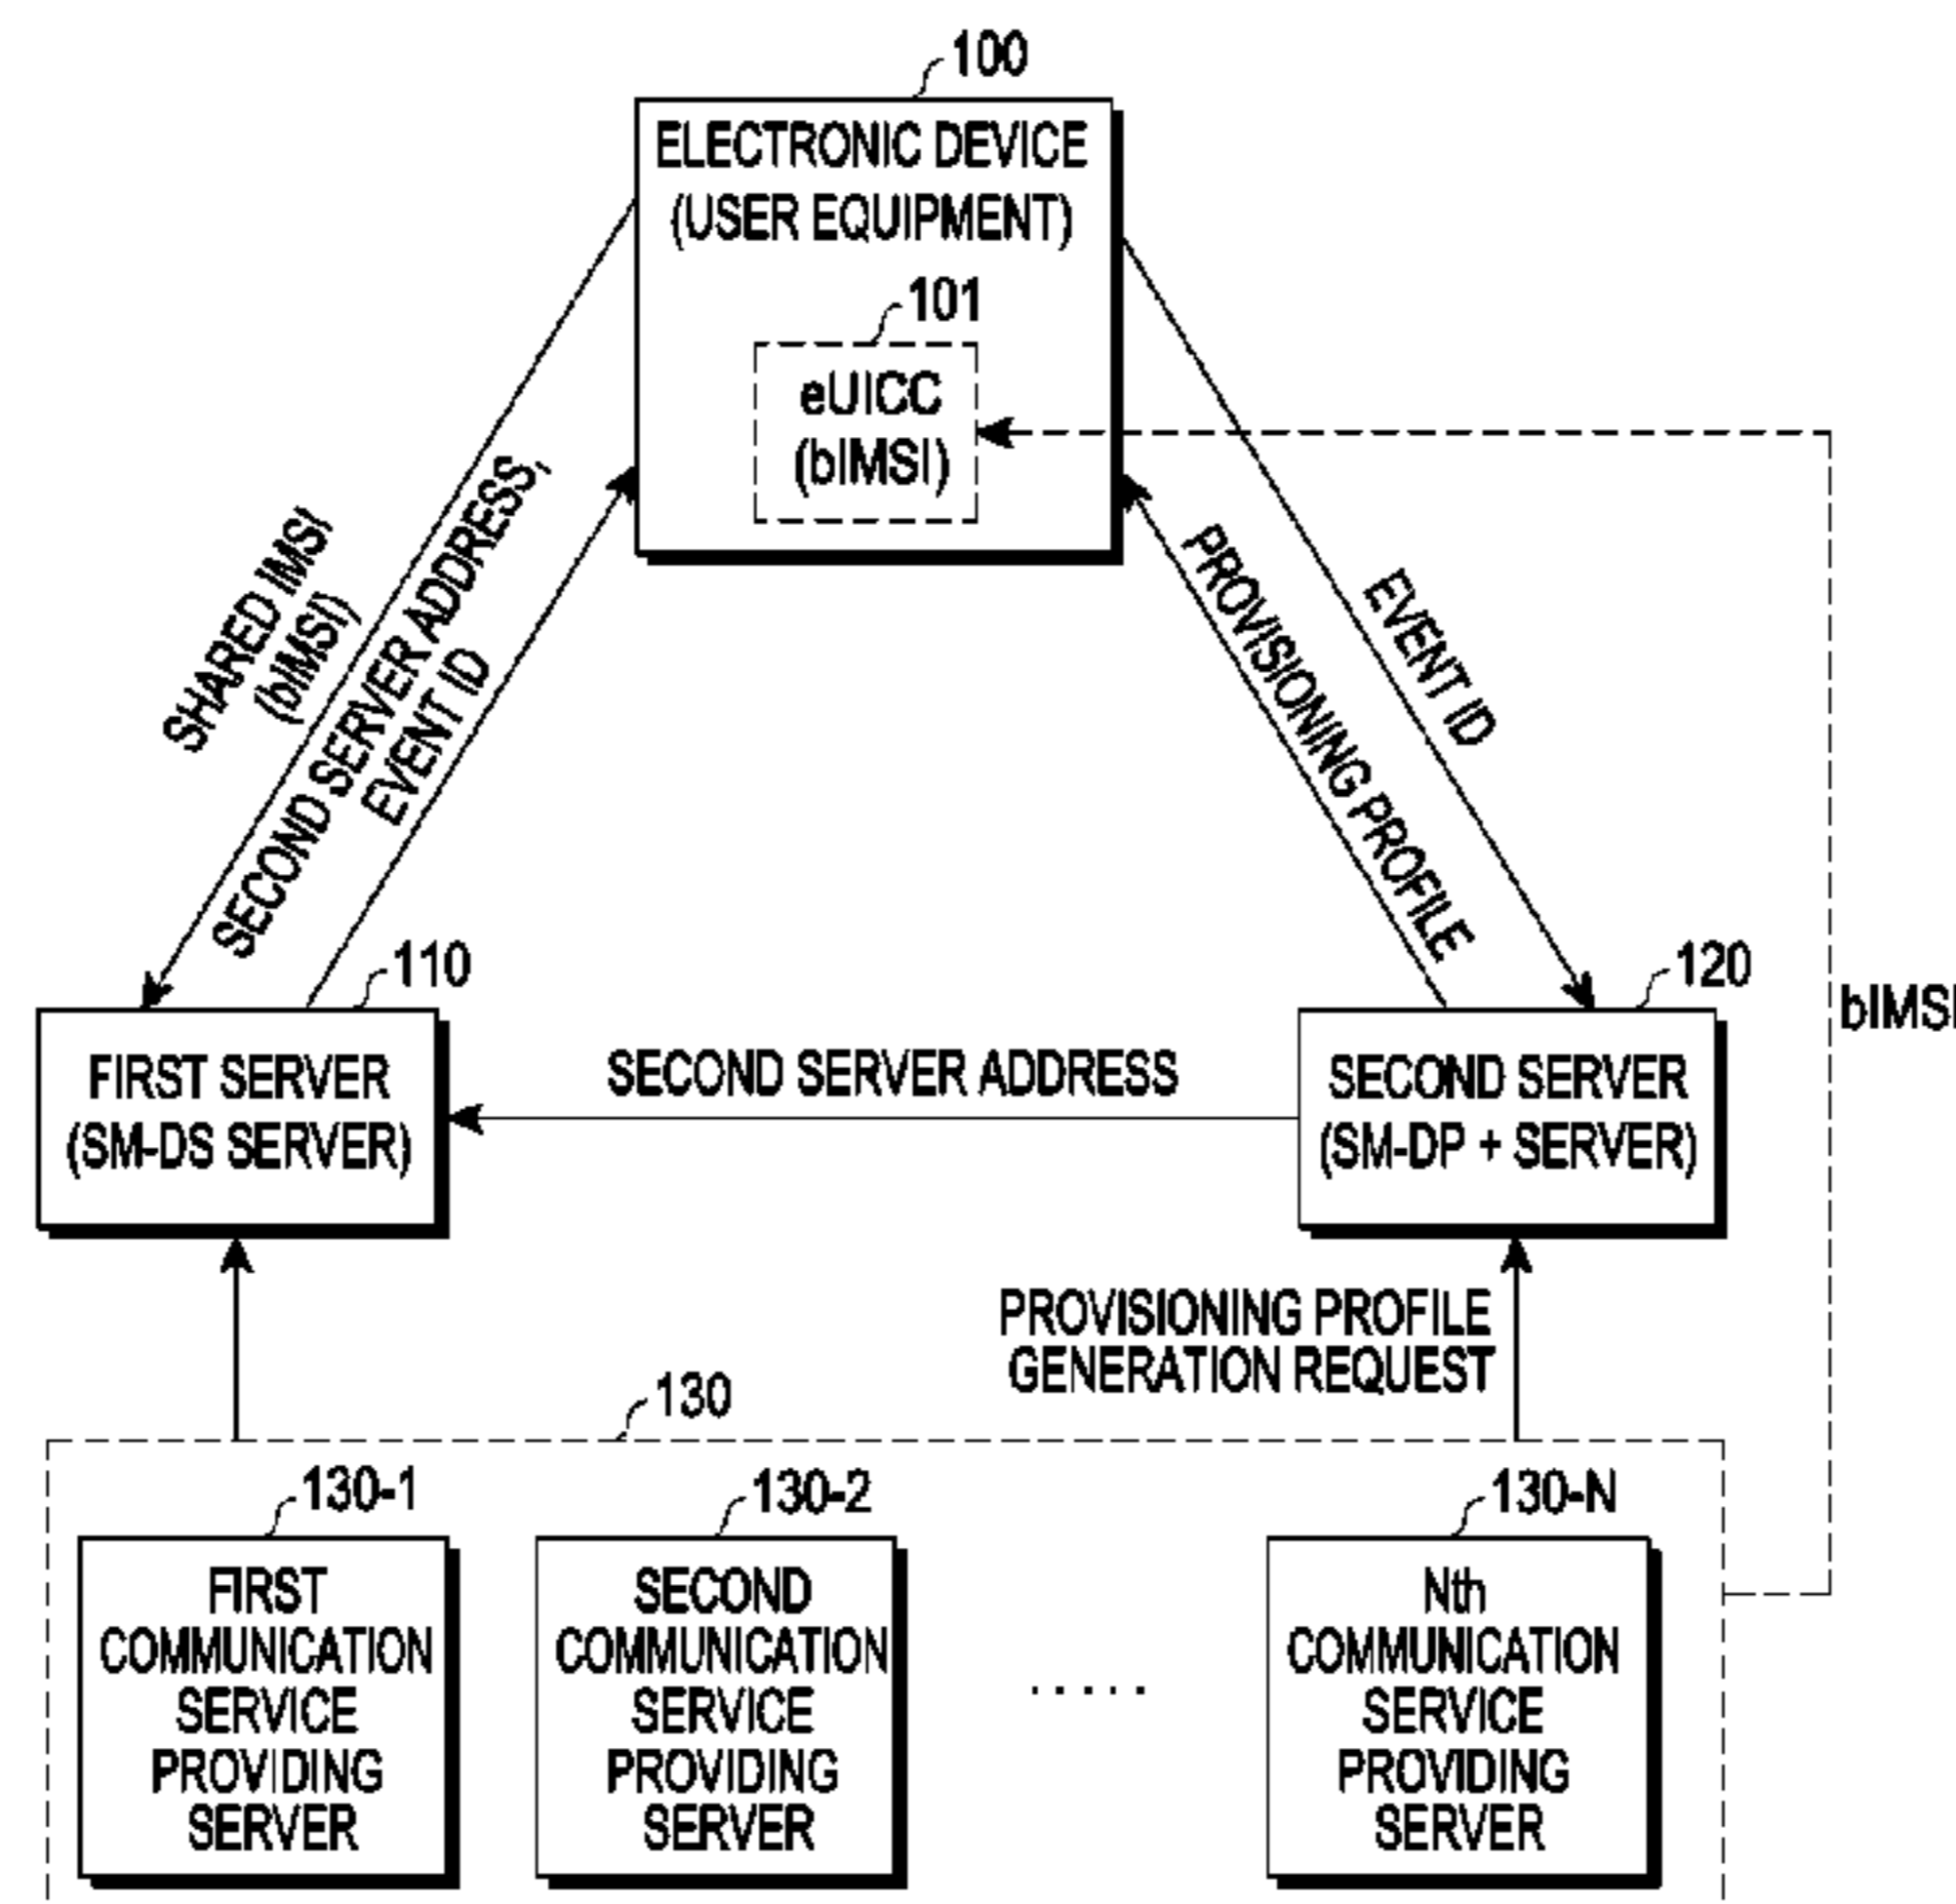 100
ELECTRONIC DEVICE
(USER EQUIPMENT)
101
eUICC
(bIMSI)
SHARED IMSI
(bIMSI)
SECOND SERVER ADDRESS,
EVENT ID
PROVISIONING PROFILE
EVENT ID
110
FIRST SERVER
(SM-DS SERVER)
SECOND SERVER ADDRESS
120
SECOND SERVER
(SM-DP + SERVER)
bIMSI
PROVISIONING PROFILE
GENERATION REQUEST
130
130-1
FIRST
COMMUNICATION
SERVICE
PROVIDING
SERVER
130-2
SECOND
COMMUNICATION
SERVICE
PROVIDING
SERVER
.....
130-N
Nth
COMMUNICATION
SERVICE
PROVIDING
SERVER